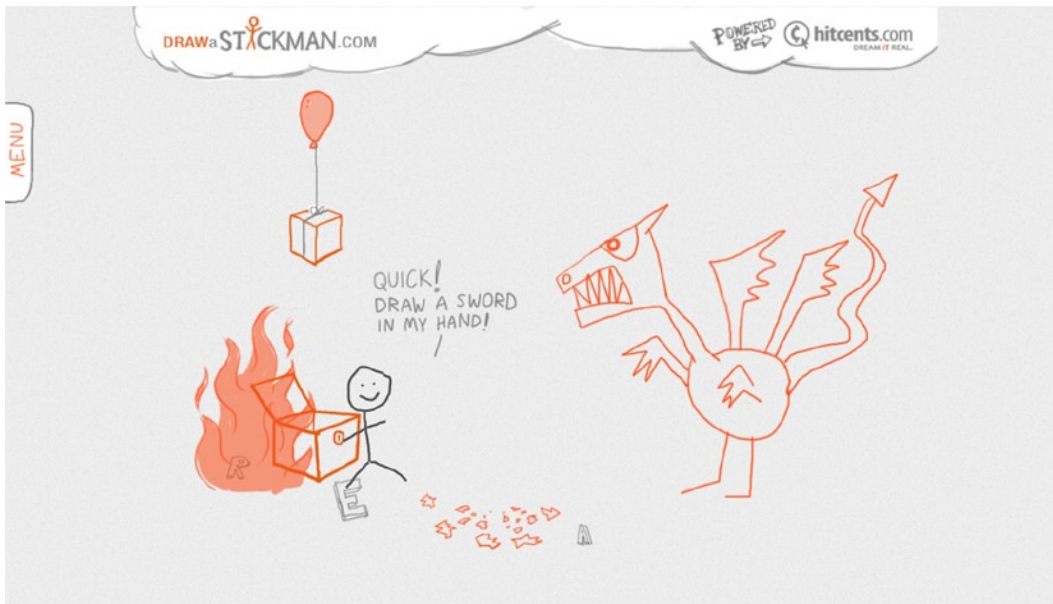 DRAWaSTICKMAN.COM
POWERED
BY
hitcents.com
DREAM IT REAL.
MENU
QUICK!
DRAW A SWORD
IN MY HAND!
R
E
A